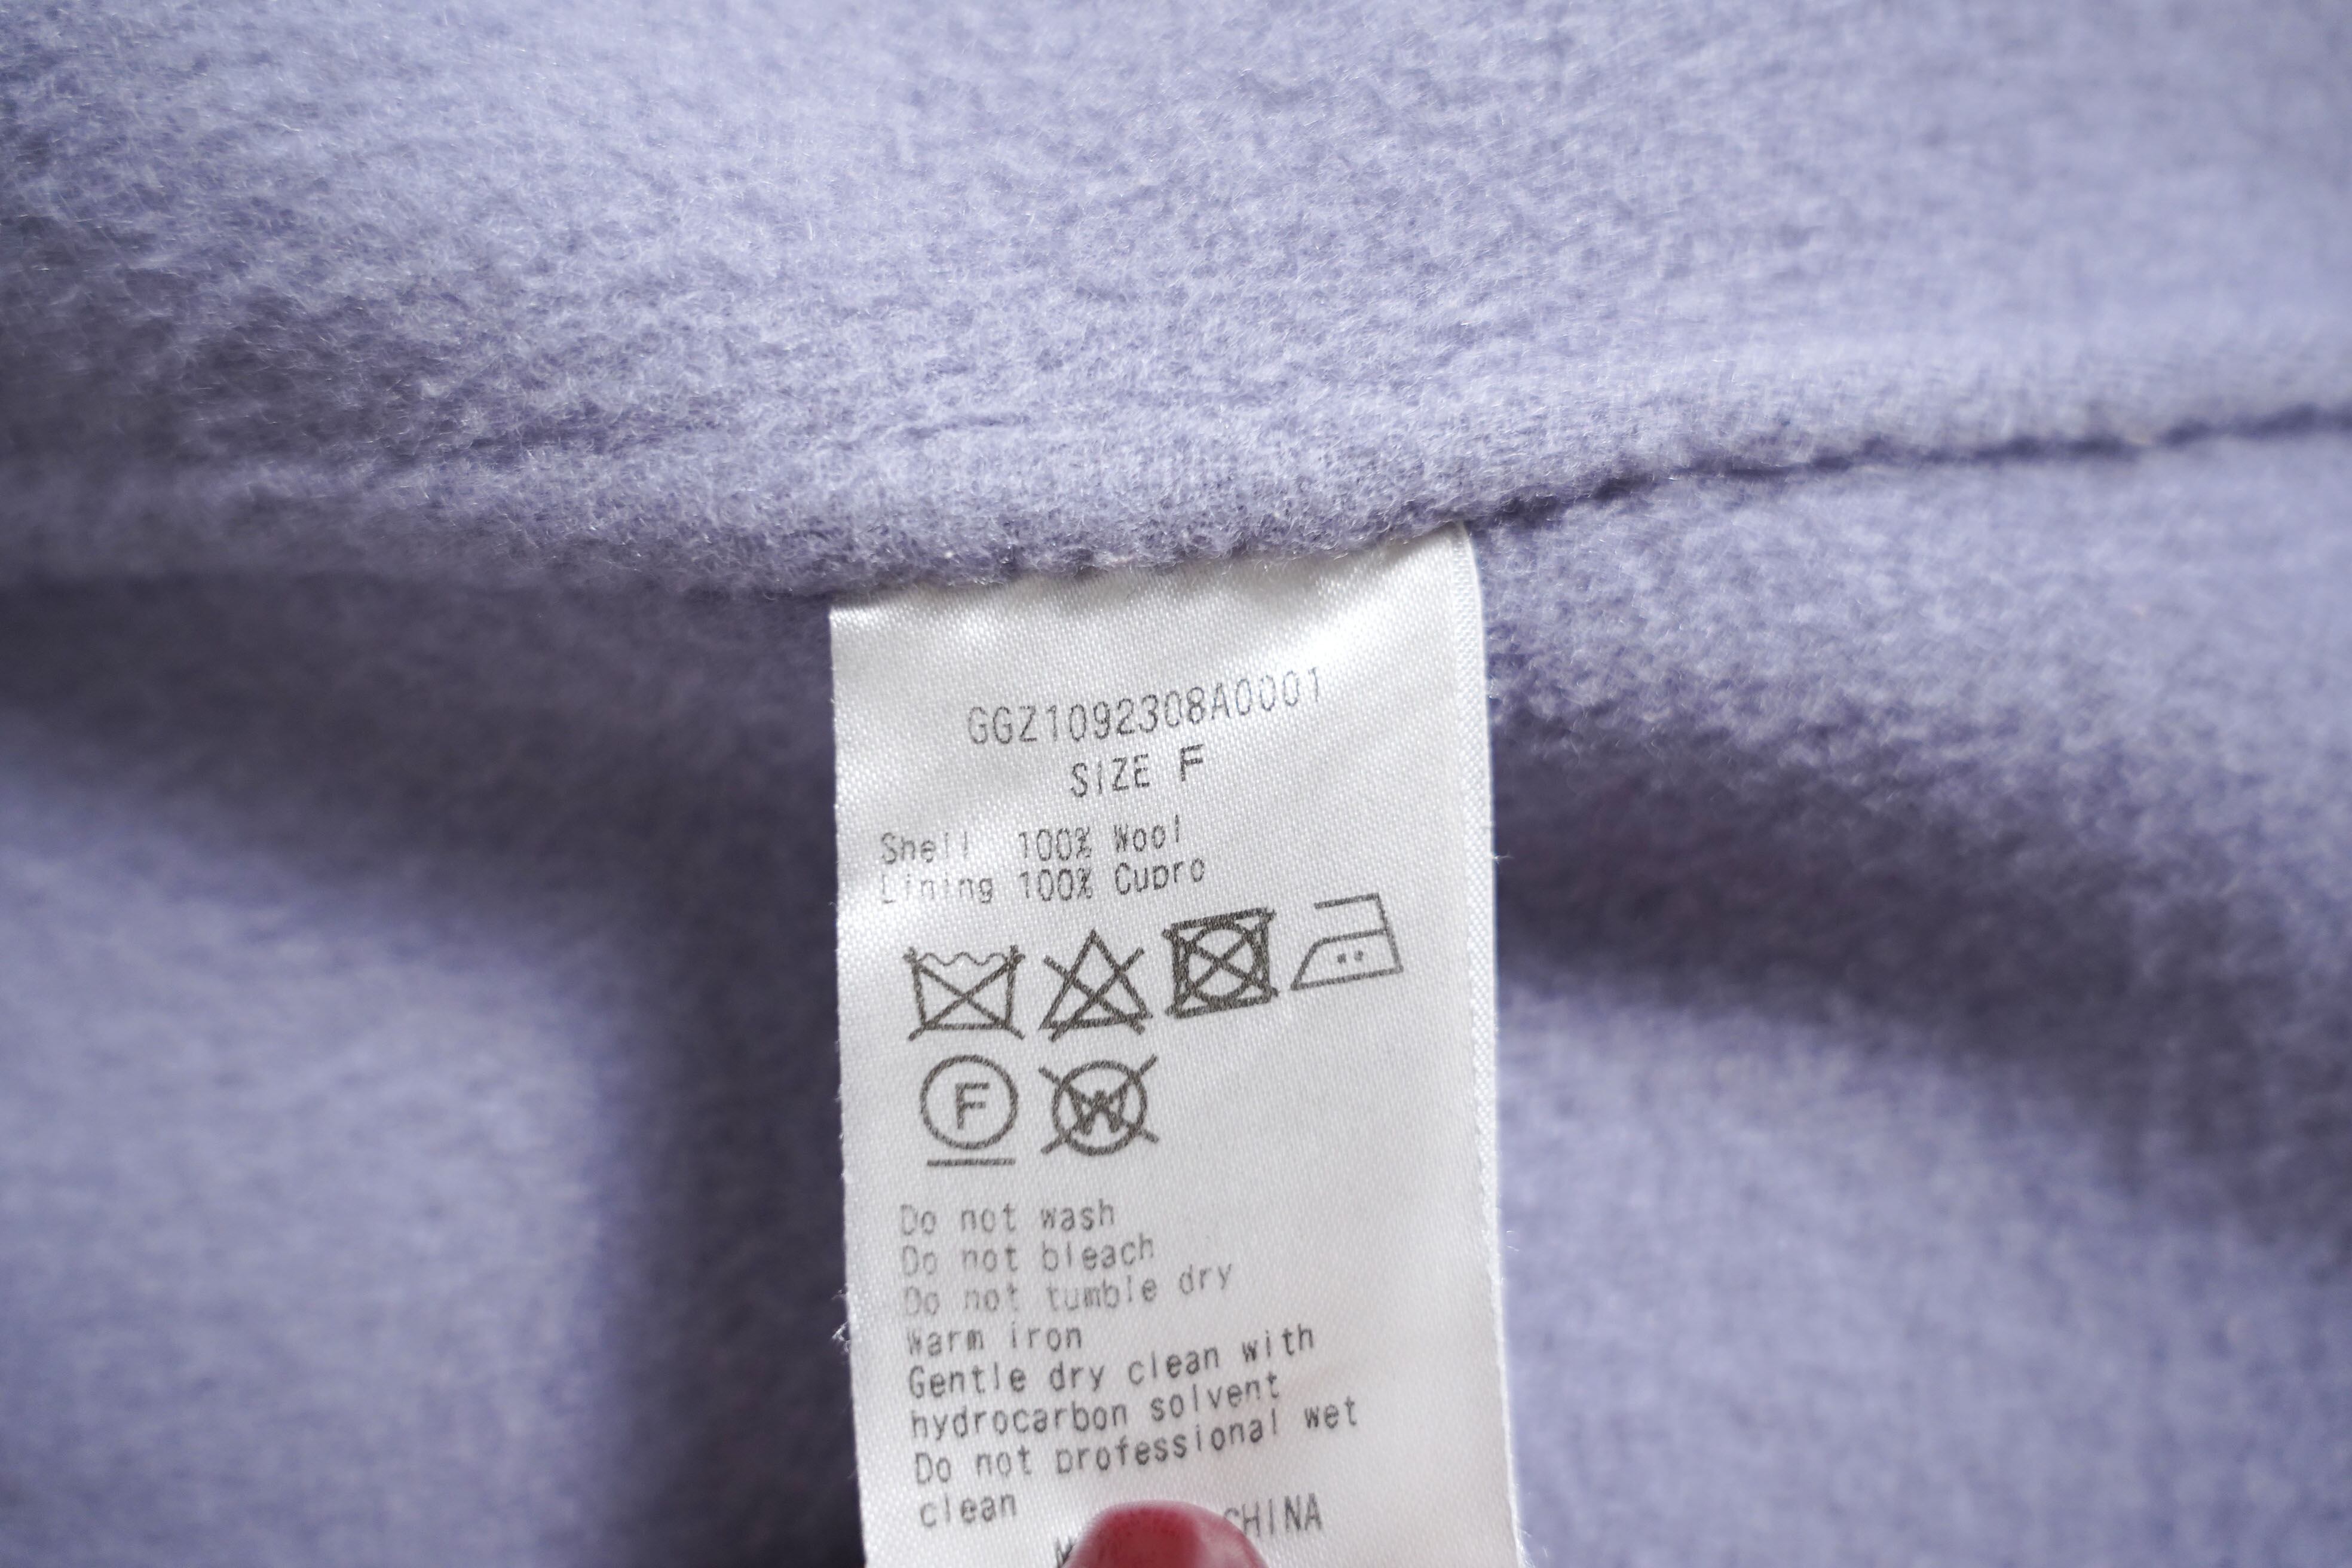 GGZ1092308A0001
SIZE F
Shell 100% Wool
Lining 100% Cupro
F W
Do not wash
Do not bleach
Do not tumble dry
Warm iron
Gentle dry clean with
hydrocarbon solvent
Do not professional wet
clean
CHINA